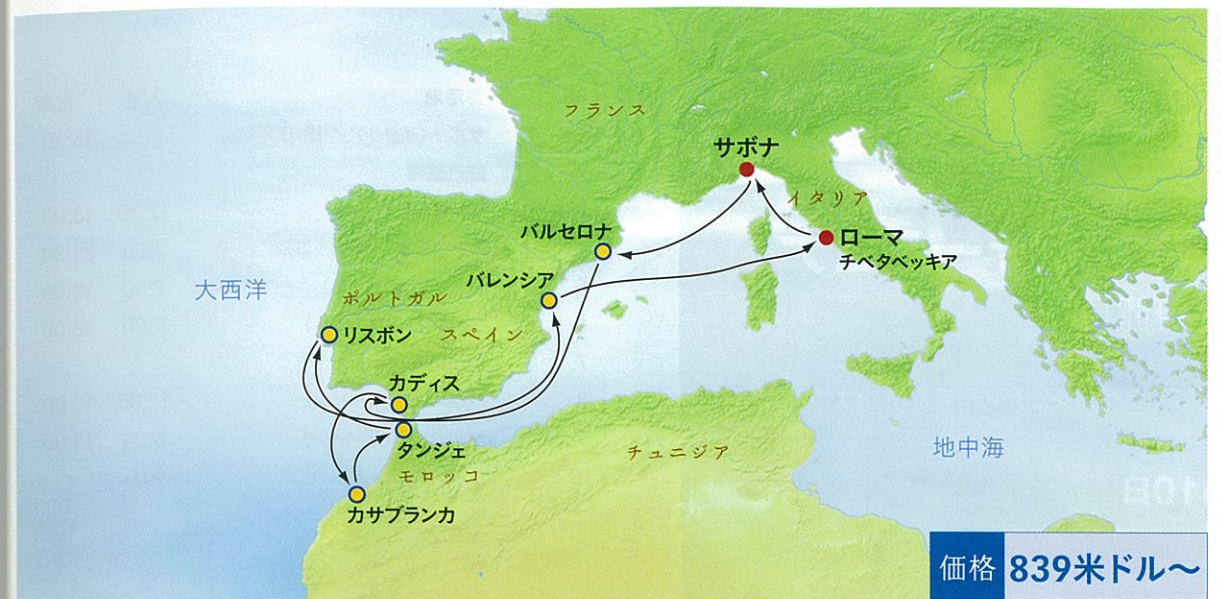 フランス
サボナ
イタリア
バルセロナ
ローマ
チベタベッキア
バレンシア
大西洋
ポルトガル
リスボン
スペイン
カディス
タンジェ
チュニジア
地中海
モロッコ
カサブランカ
価格 839米ドル〜